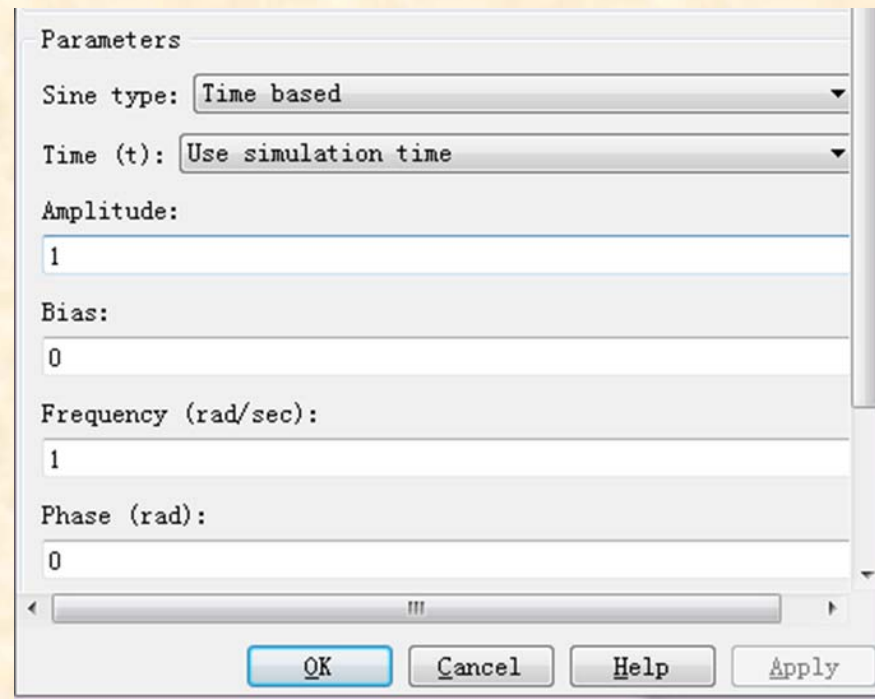 Parameters
Sine type: Time based
Time (t): Use simulation time
Amplitude:
1
Bias:
0
Frequency (rad/sec):
1
Phase (rad):
0
OK Cancel Help Apply